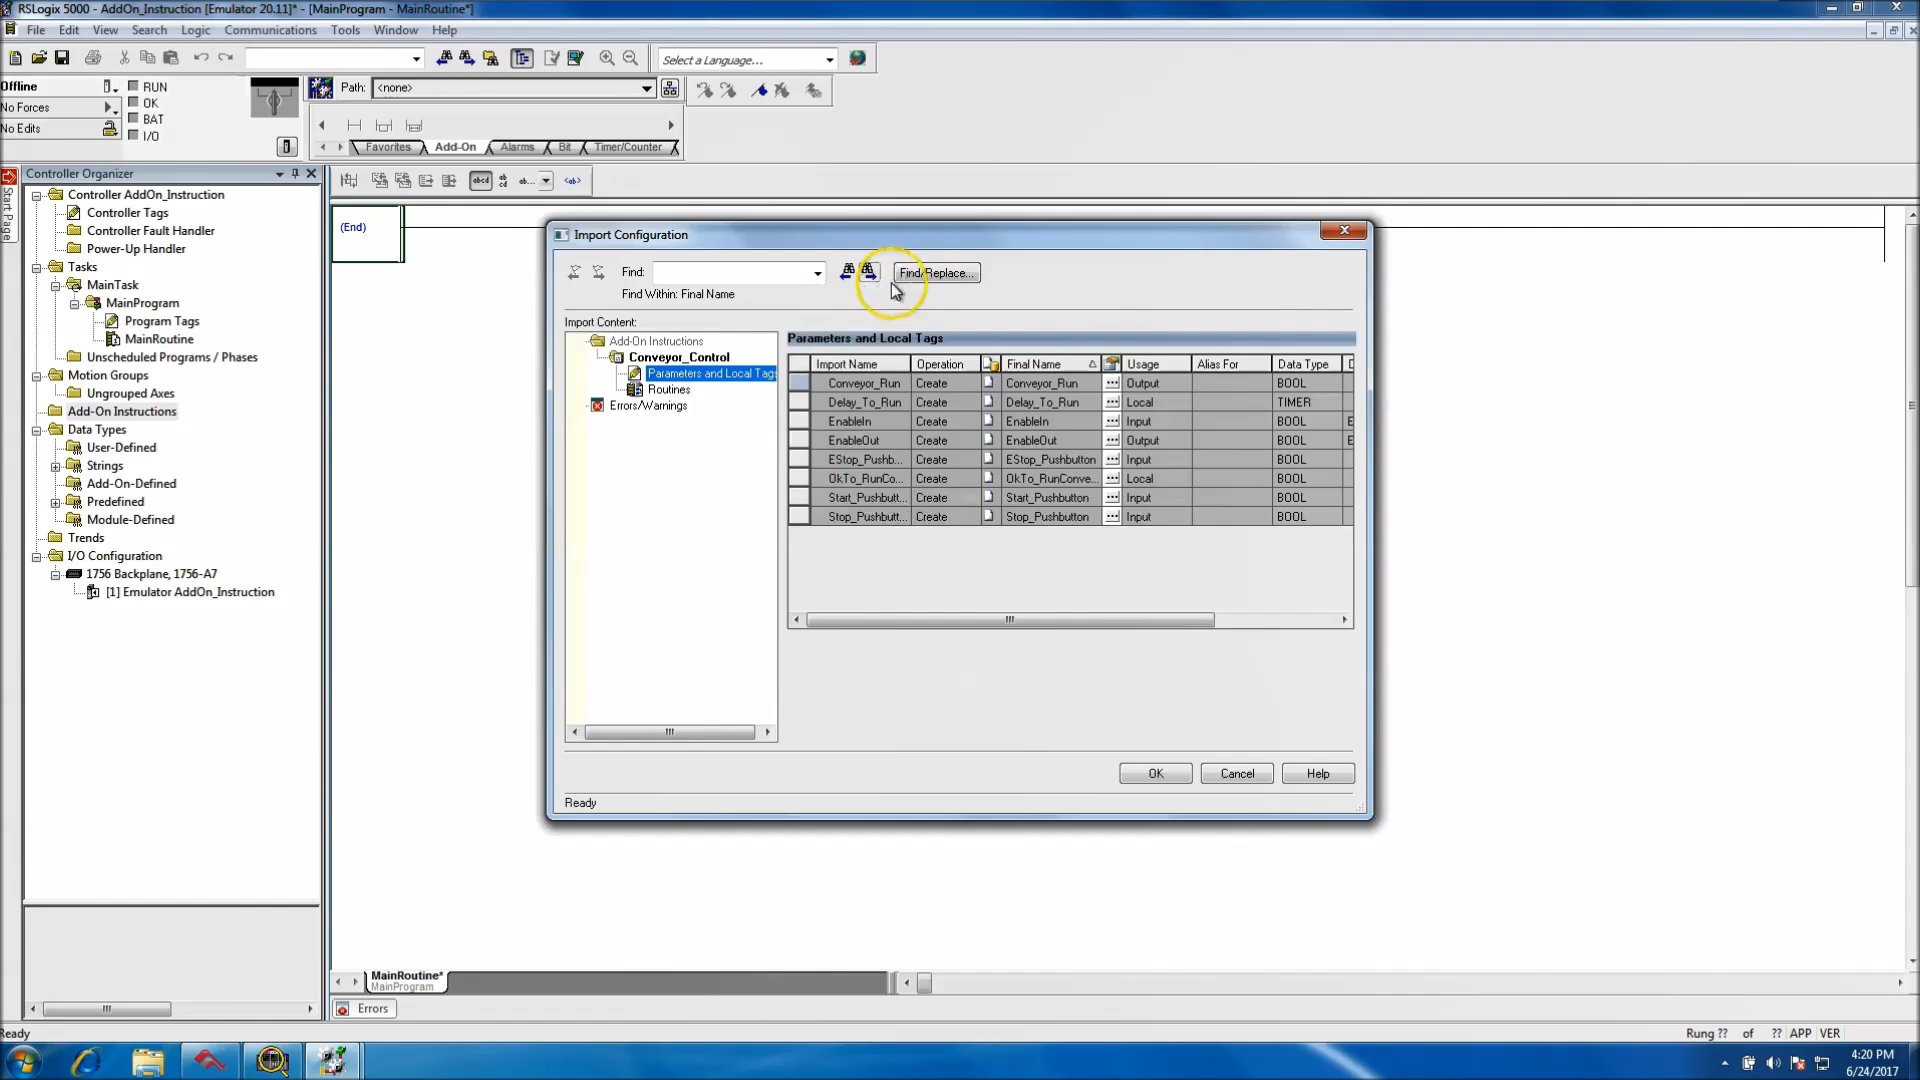 RSLogix 5000 - AddOn_Instruction [Emulator 20.11]* - [MainProgram - MainRoutine*]
File Edit View Search Logic Communications Tools Window Help
Select a Language...
Offline RUN Path: <none>
No Forces OK
No Edits BAT
I/O
Favorites Add-On Alarms Bit Timer/Counter
Start Page
Controller Organizer
Controller AddOn_Instruction
Controller Tags
Controller Fault Handler
Power-Up Handler
Tasks
MainTask
MainProgram
Program Tags
MainRoutine
Unscheduled Programs / Phases
Motion Groups
Ungrouped Axes
Add-On Instructions
Data Types
User-Defined
Strings
Add-On-Defined
Predefined
Module-Defined
Trends
I/O Configuration
1756 Backplane, 1756-A7
[1] Emulator AddOn_Instruction
abcd ab cd ab... <ab>
(End)
Import Configuration
Find: Find/Replace...
Find Within: Final Name
Import Content:
Add-On Instructions
Conveyor_Control
Parameters and Local Tags
Routines
Errors/Warnings
Parameters and Local Tags
Import Name Operation Final Name Usage Alias For Data Type D
Conveyor_Run Create Conveyor_Run ... Output BOOL
Delay_To_Run Create Delay_To_Run ... Local TIMER
EnableIn Create EnableIn ... Input BOOL E
EnableOut Create EnableOut ... Output BOOL E
EStop_Pushb... Create EStop_Pushbutton ... Input BOOL
OkTo_RunCo... Create OkTo_RunConve... ... Local BOOL
Start_Pushbutt... Create Start_Pushbutton ... Input BOOL
Stop_Pushbutt... Create Stop_Pushbutton ... Input BOOL
OK Cancel Help
Ready
MainRoutine*
MainProgram
Errors
Ready
Rung ?? of ?? APP VER
4:20 PM
6/24/2017